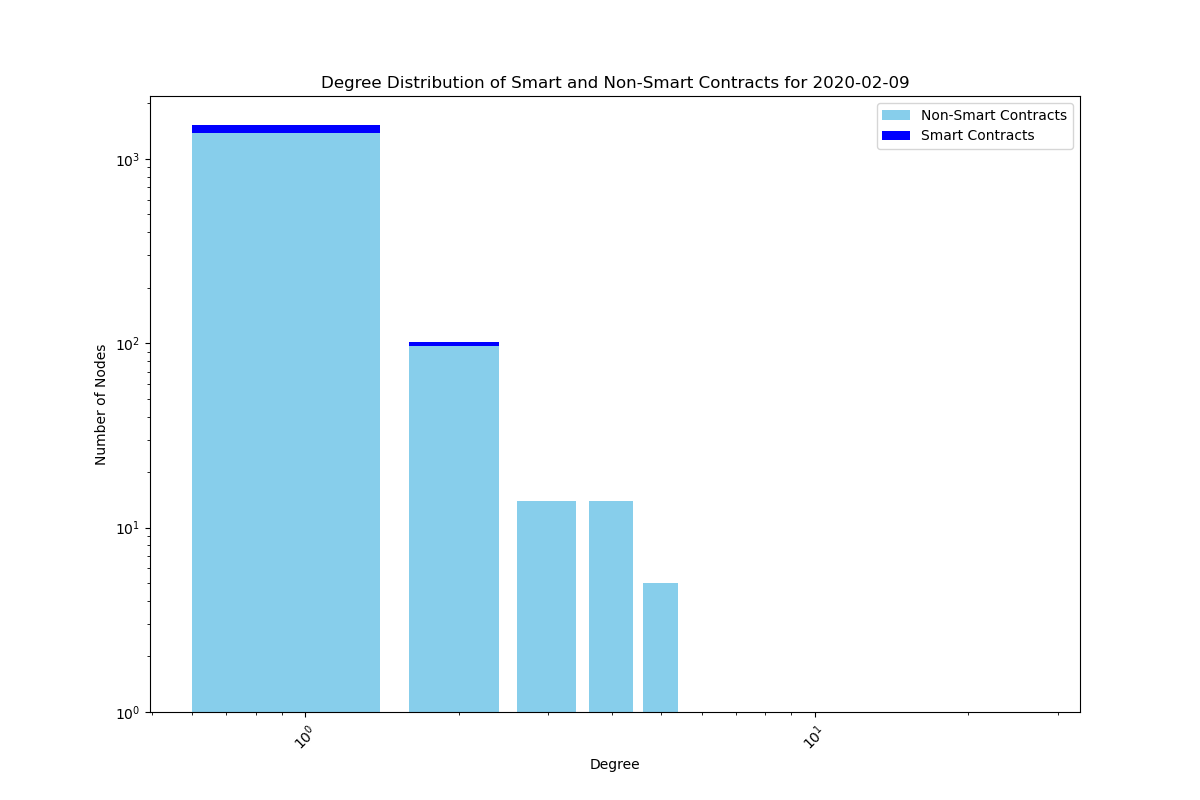 Degree Distribution of Smart and Non-Smart Contracts for 2020-02-09
Non-Smart Contracts
Smart Contracts
Number of Nodes
10³
10²
10¹
10⁰
10⁰
10¹
Degree